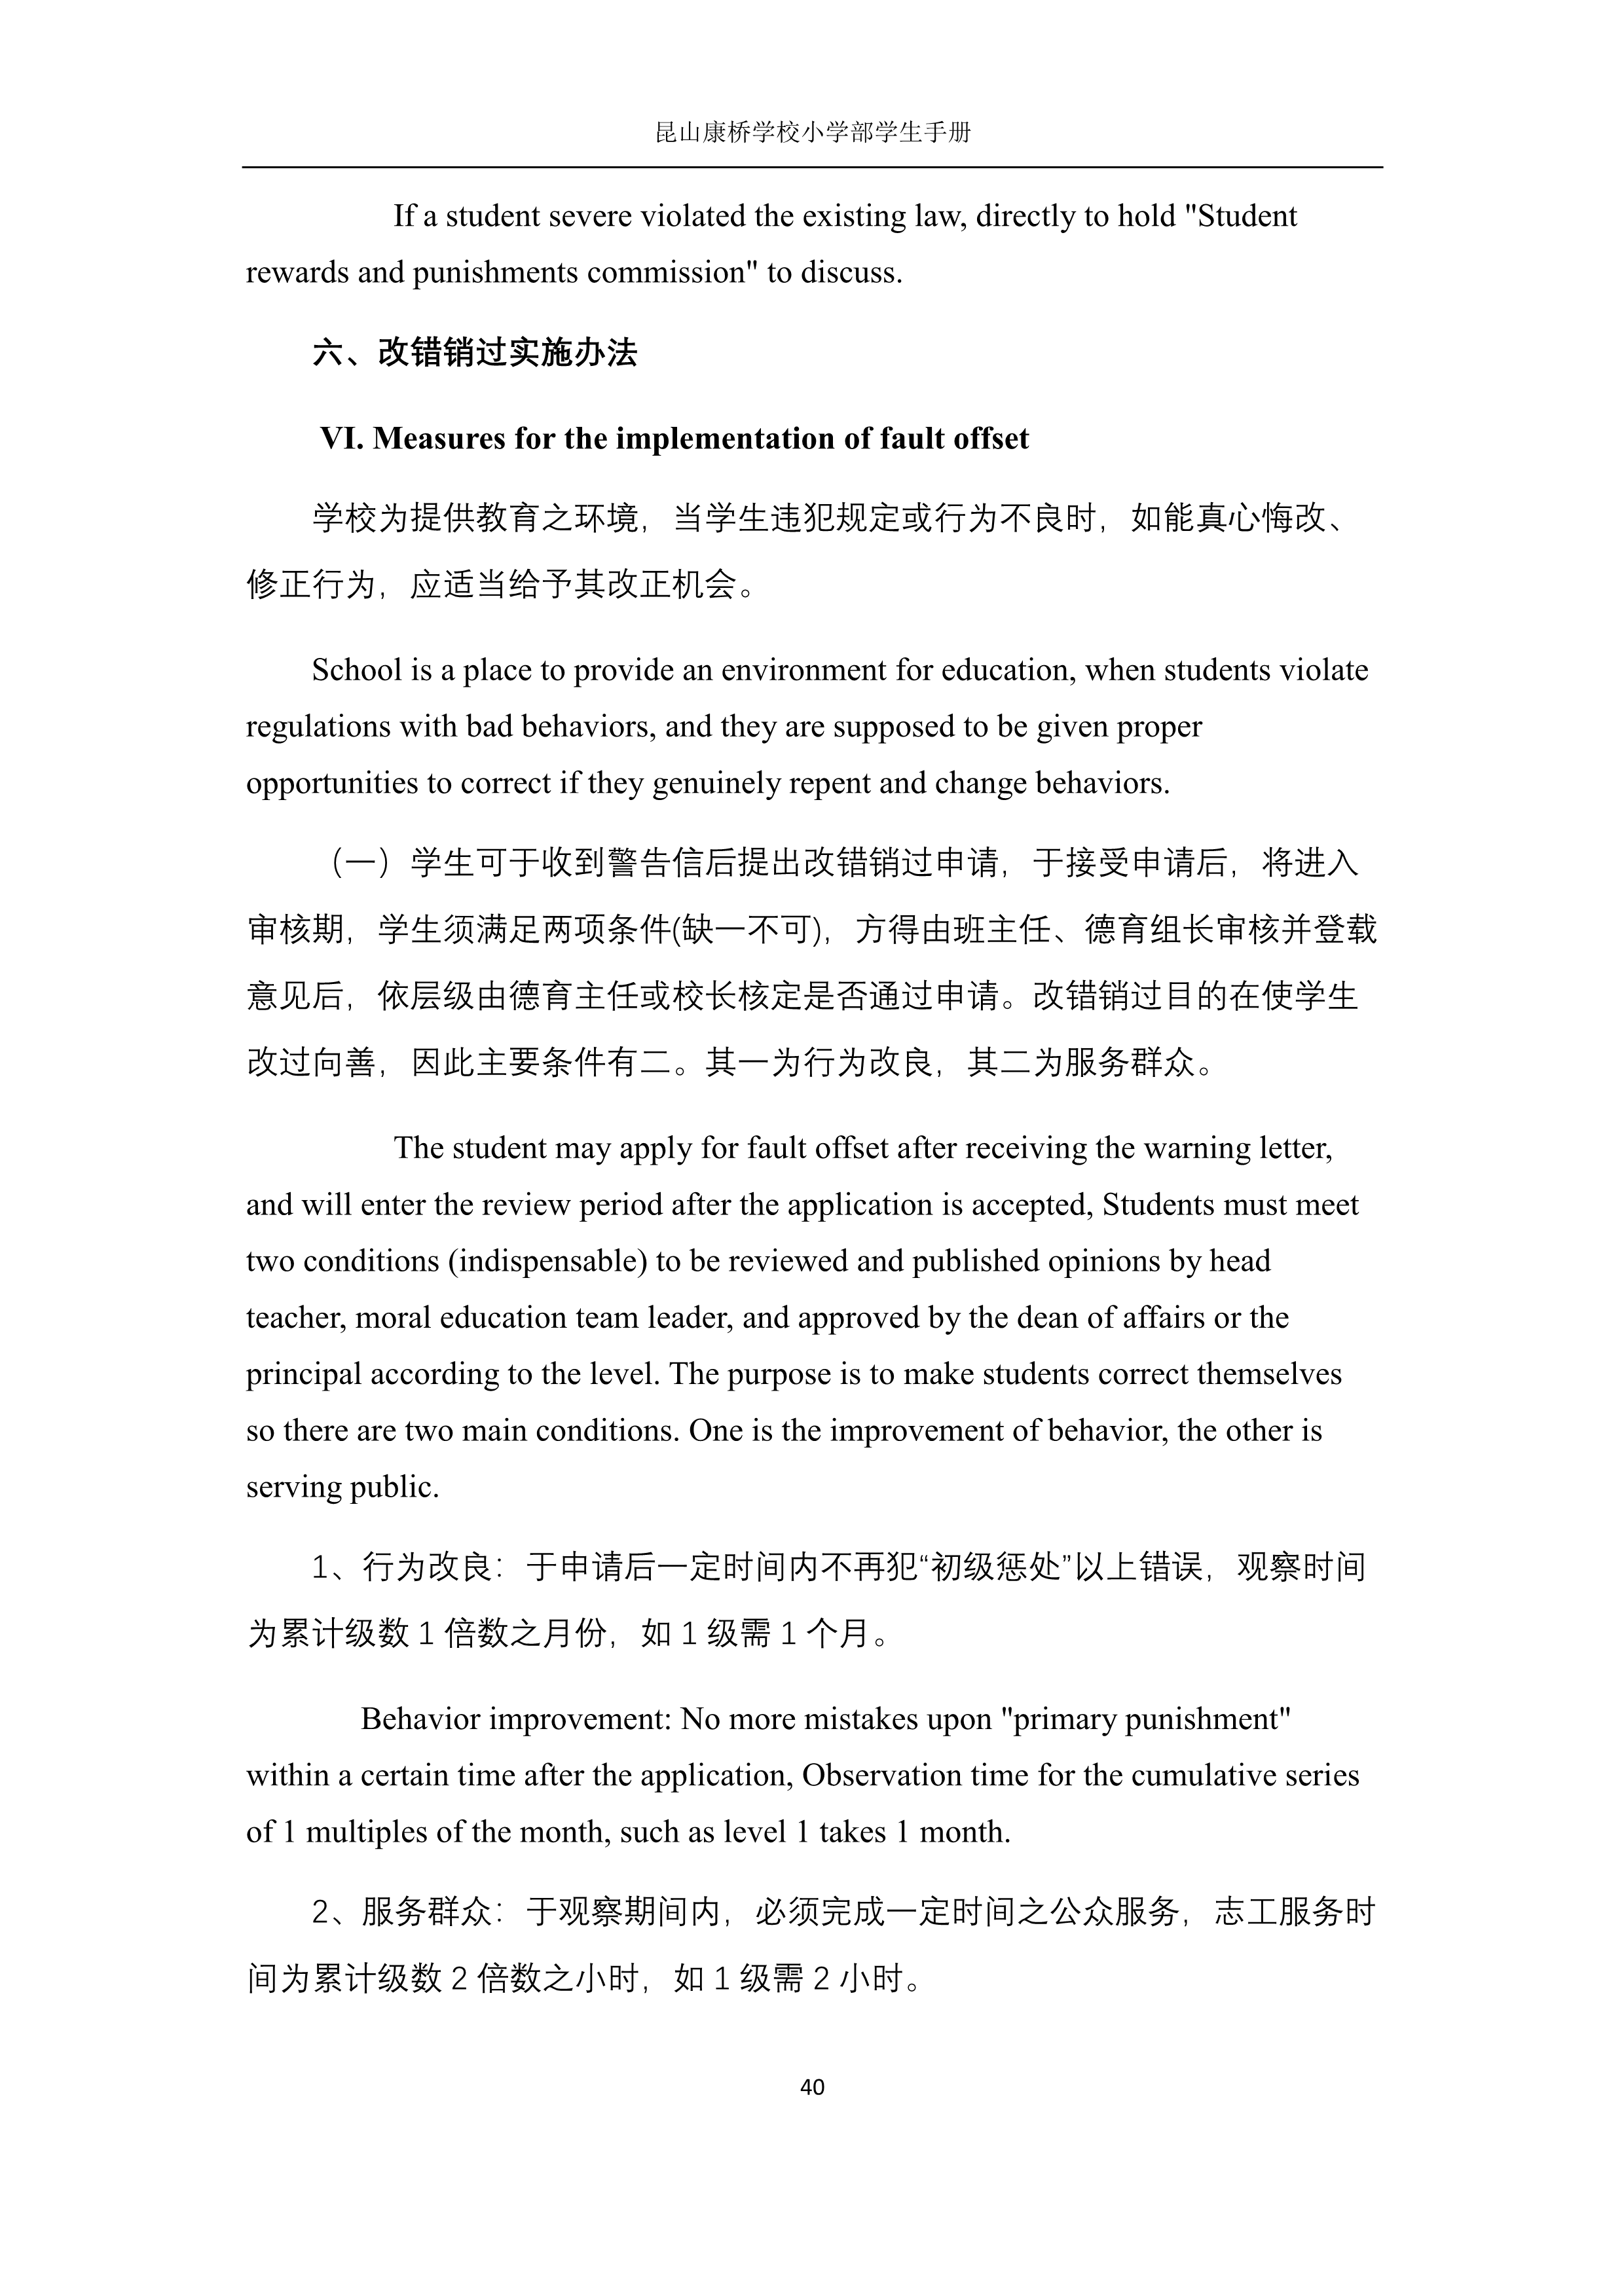 昆山康桥学校小学部学生手册
If a student severe violated the existing law, directly to hold "Student
rewards and punishments commission" to discuss.
六、改错销过实施办法
VI. Measures for the implementation of fault offset
学校为提供教育之环境，当学生违犯规定或行为不良时，如能真心悔改、
修正行为，应适当给予其改正机会。
School is a place to provide an environment for education, when students violate
regulations with bad behaviors, and they are supposed to be given proper
opportunities to correct if they genuinely repent and change behaviors.
（一）学生可于收到警告信后提出改错销过申请，于接受申请后，将进入
审核期，学生须满足两项条件(缺一不可)，方得由班主任、德育组长审核并登载
意见后，依层级由德育主任或校长核定是否通过申请。改错销过目的在使学生
改过向善，因此主要条件有二。其一为行为改良，其二为服务群众。
The student may apply for fault offset after receiving the warning letter,
and will enter the review period after the application is accepted, Students must meet
two conditions (indispensable) to be reviewed and published opinions by head
teacher, moral education team leader, and approved by the dean of affairs or the
principal according to the level. The purpose is to make students correct themselves
so there are two main conditions. One is the improvement of behavior, the other is
serving public.
1、行为改良：于申请后一定时间内不再犯“初级惩处”以上错误，观察时间
为累计级数 1 倍数之月份，如 1 级需 1 个月。
Behavior improvement: No more mistakes upon "primary punishment"
within a certain time after the application, Observation time for the cumulative series
of 1 multiples of the month, such as level 1 takes 1 month.
2、服务群众：于观察期间内，必须完成一定时间之公众服务，志工服务时
间为累计级数 2 倍数之小时，如 1 级需 2 小时。
40